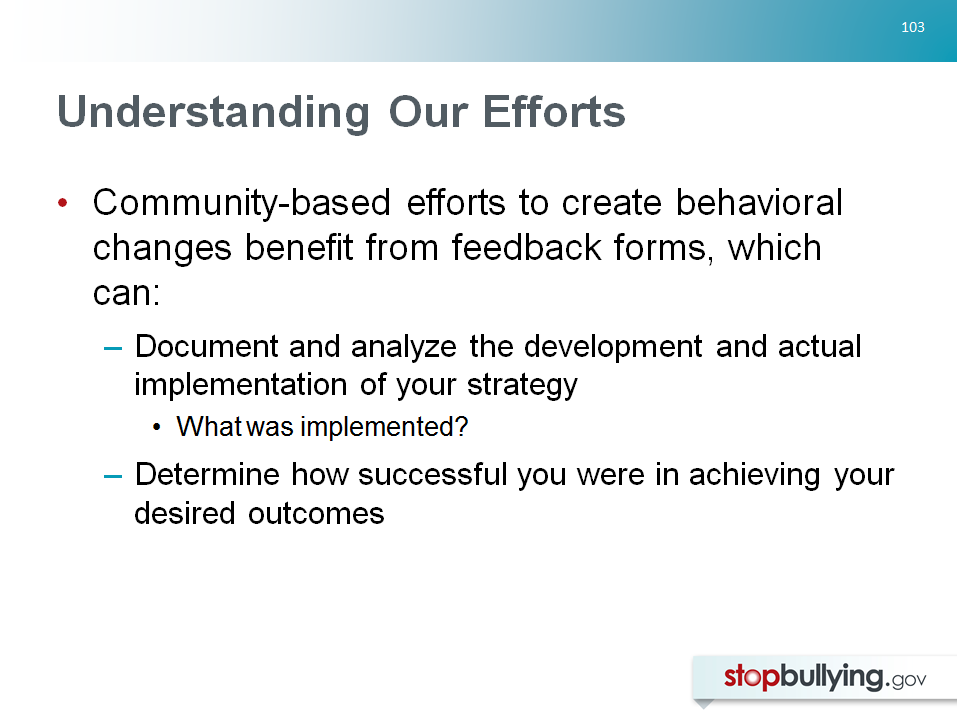 103
Understanding Our Efforts
• Community-based efforts to create behavioral
changes benefit from feedback forms, which
can:
– Document and analyze the development and actual
implementation of your strategy
• What was implemented?
– Determine how successful you were in achieving your
desired outcomes
stopbullying.gov